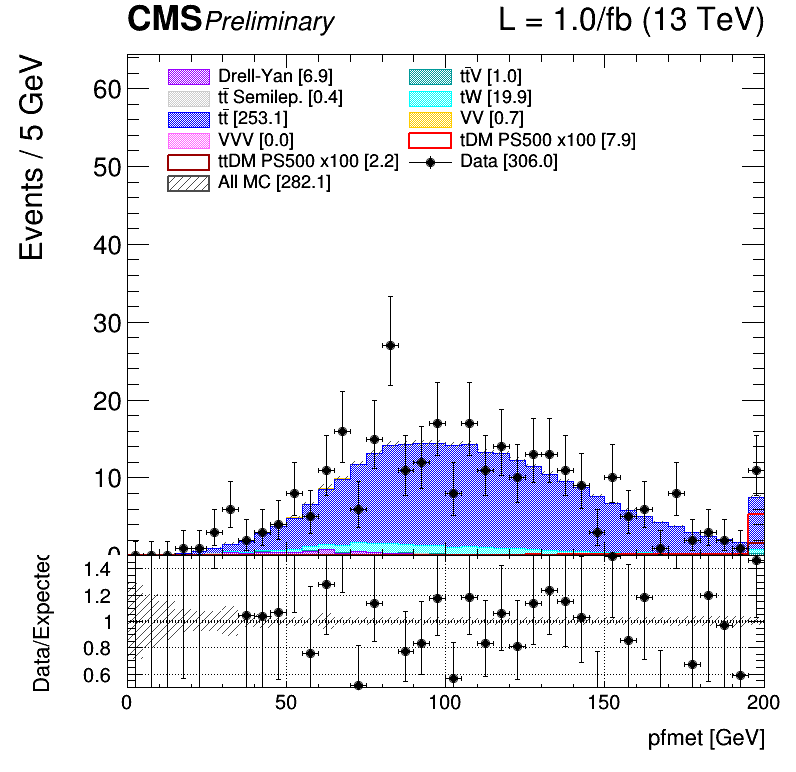 CMS Preliminary L = 1.0/fb (13 TeV)
Events / 5 GeV
Drell-Yan [6.9] tt̄V [1.0]
tt̄ Semilep. [0.4] tW [19.9]
tt̄ [253.1] VV [0.7]
VVV [0.0] tDM PS500 x100 [7.9]
ttDM PS500 x100 [2.2] Data [306.0]
All MC [282.1]
60
50
40
30
20
10
0
Data/Expected
1.4
1.2
1
0.8
0.6
0 50 100 150 200
pfmet [GeV]